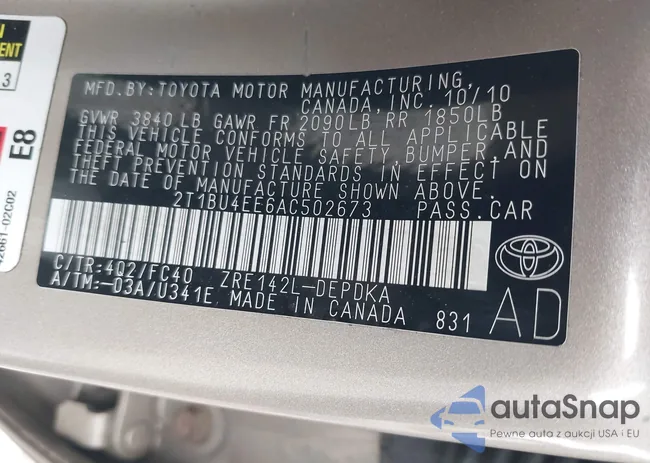 MFD. BY: TOYOTA MOTOR MANUFACTURING,
CANADA, INC. 10/10
GVWR 3840 LB GAWR FR 2090LB, RR 1850LB
THIS VEHICLE CONFORMS TO ALL APPLICABLE
FEDERAL MOTOR VEHICLE SAFETY, BUMPER, AND
THEFT PREVENTION STANDARDS IN EFFECT ON
THE DATE OF MANUFACTURE SHOWN ABOVE.
2T1BU4EE6AC502673 PASS.CAR
C/TR:4Q2/FC40 ZRE142L-DEPDKA
A/TM:-03A/U341E, MADE IN CANADA 831
AD
E8
42661-02C02
3
autaSnap
Pewne auta z aukcji USA i EU